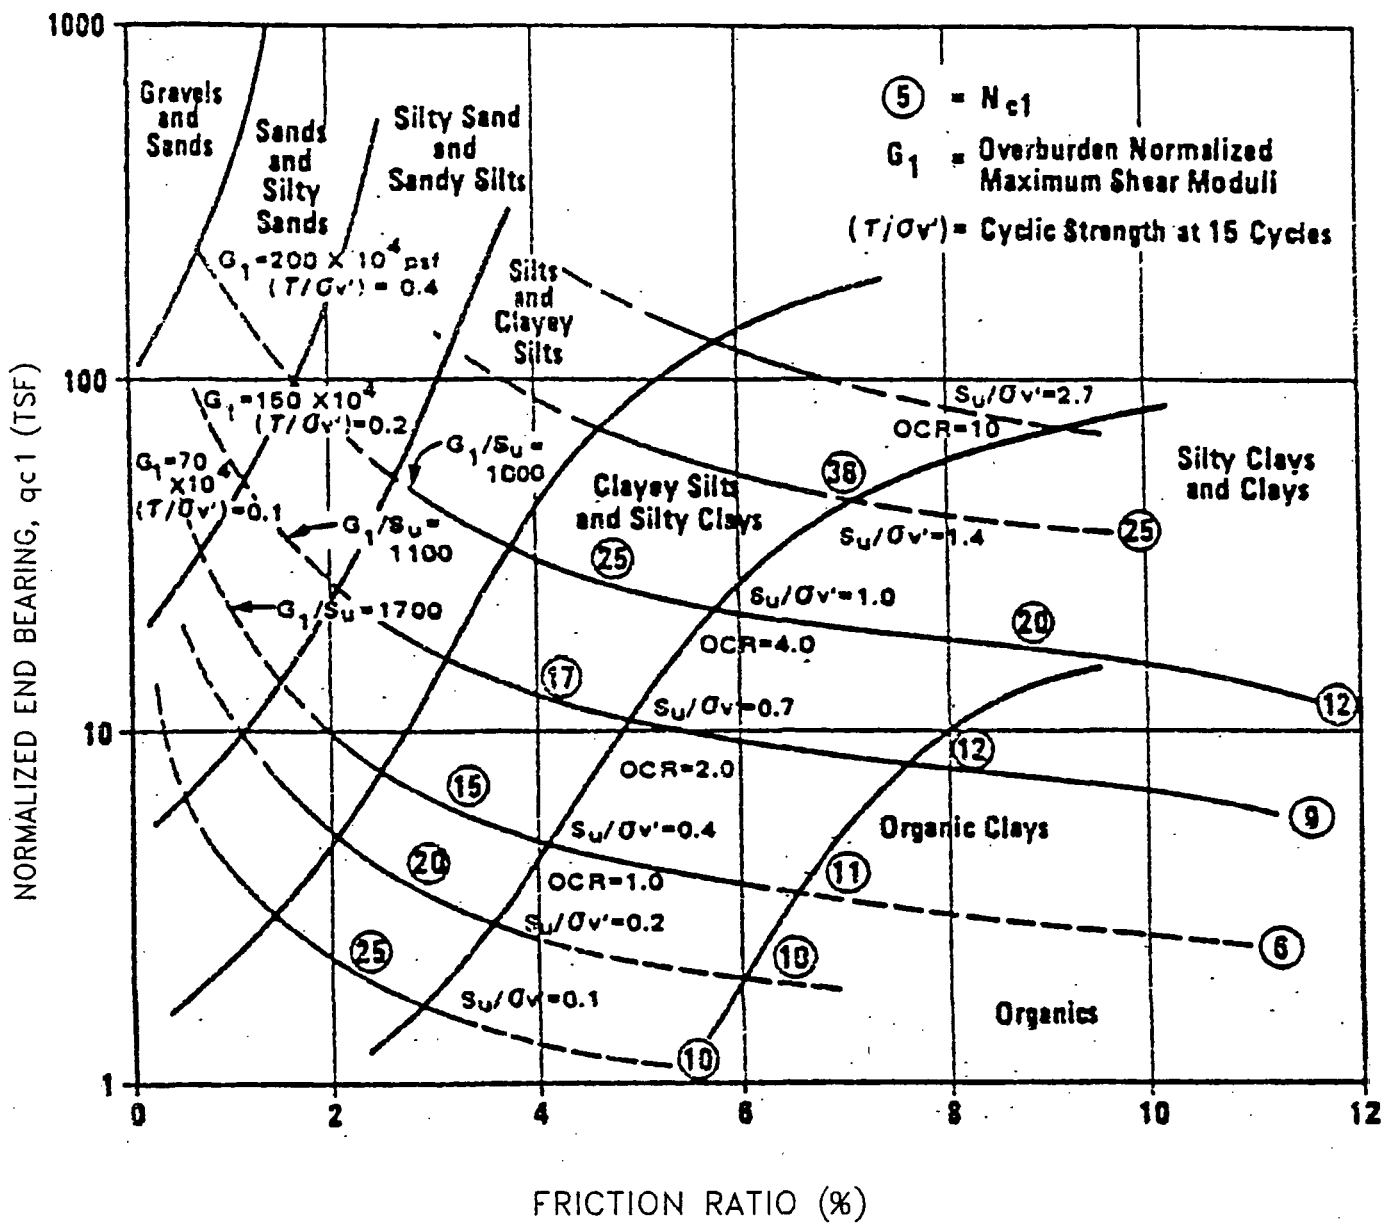 1000
Gravels
and
Sands
Sands
and
Silty
Sands
Silty Sand
and
Sandy Silts
5 = Nc1
G1 = Overburden Normalized
Maximum Shear Moduli
(τ/σv') = Cyclic Strength at 15 Cycles
G1=200 X 10^4 psf
(τ/σv') = 0.4
Silts
and
Clayey
Silts
100
G1=150 X10^4
(τ/σv')=0.2
G1=70
X10^4
(τ/σv')=0.1
G1/Su=
1000
G1/Su=
1100
G1/Su=1700
Su/σv'=2.7
OCR=10
Silty Clays
and Clays
38
Clayey Silts
and Silty Clays
Su/σv'=1.4
25
25
Su/σv'=1.0
20
OCR=4.0
17
Su/σv'=0.7
12
10
12
OCR=2.0
15
Su/σv'=0.4
Organic Clays
9
20
11
OCR=1.0
Su/σv'=0.2
25
10
6
Su/σv'=0.1
Organics
10
1
0 2 4 6 8 10 12
NORMALIZED END BEARING, qc1 (TSF)
FRICTION RATIO (%)